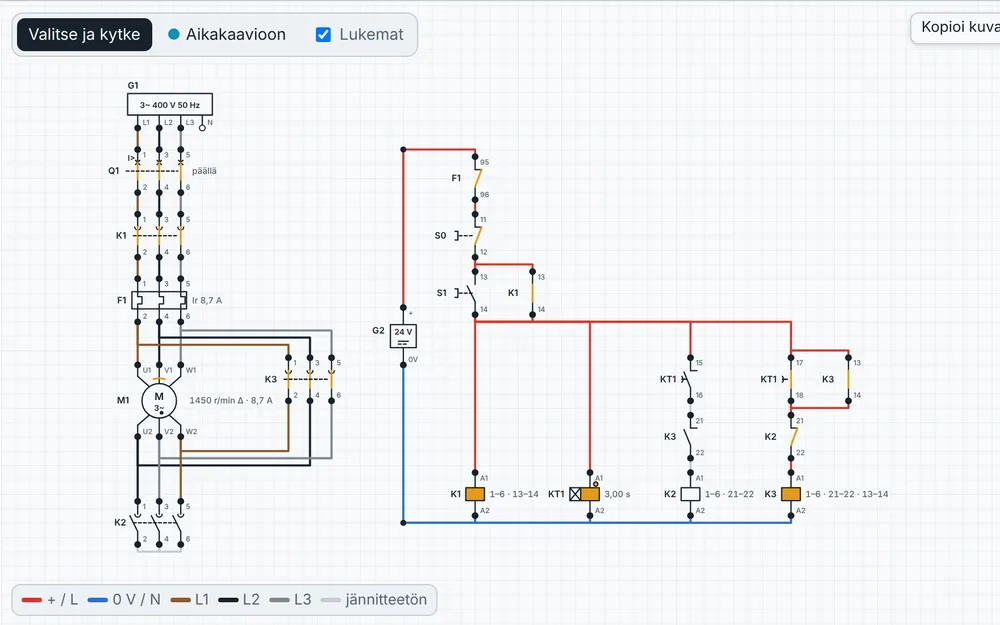 Valitse ja kytke
Aikakaavioon
Lukemat
Kopioi kuva
G1
3~ 400 V 50 Hz
L1 L2 L3 N
I>
1 3 5
Q1
päällä
2 4 6
1 3 5
K1
2 4 6
1 3 5
F1
Ir 8,7 A
2 4 6
U1 V1 W1
M1
M
3~
1450 r/min Δ · 8,7 A
U2 V2 W2
1 3 5
K3
2 4 6
1 3 5
K2
2 4 6
G2
+
24 V
0V
95
F1
96
11
S0
12
13
S1
14
13
K1
14
15
KT1
16
21
K3
22
17
KT1
18
13
K3
14
21
K2
22
A1
K1
1–6 · 13–14
A2
A1
KT1
3,00 s
A2
A1
K2
1–6 · 21–22
A2
A1
K3
1–6 · 21–22 · 13–14
A2
+ / L
0 V / N
L1
L2
L3
jännitteetön